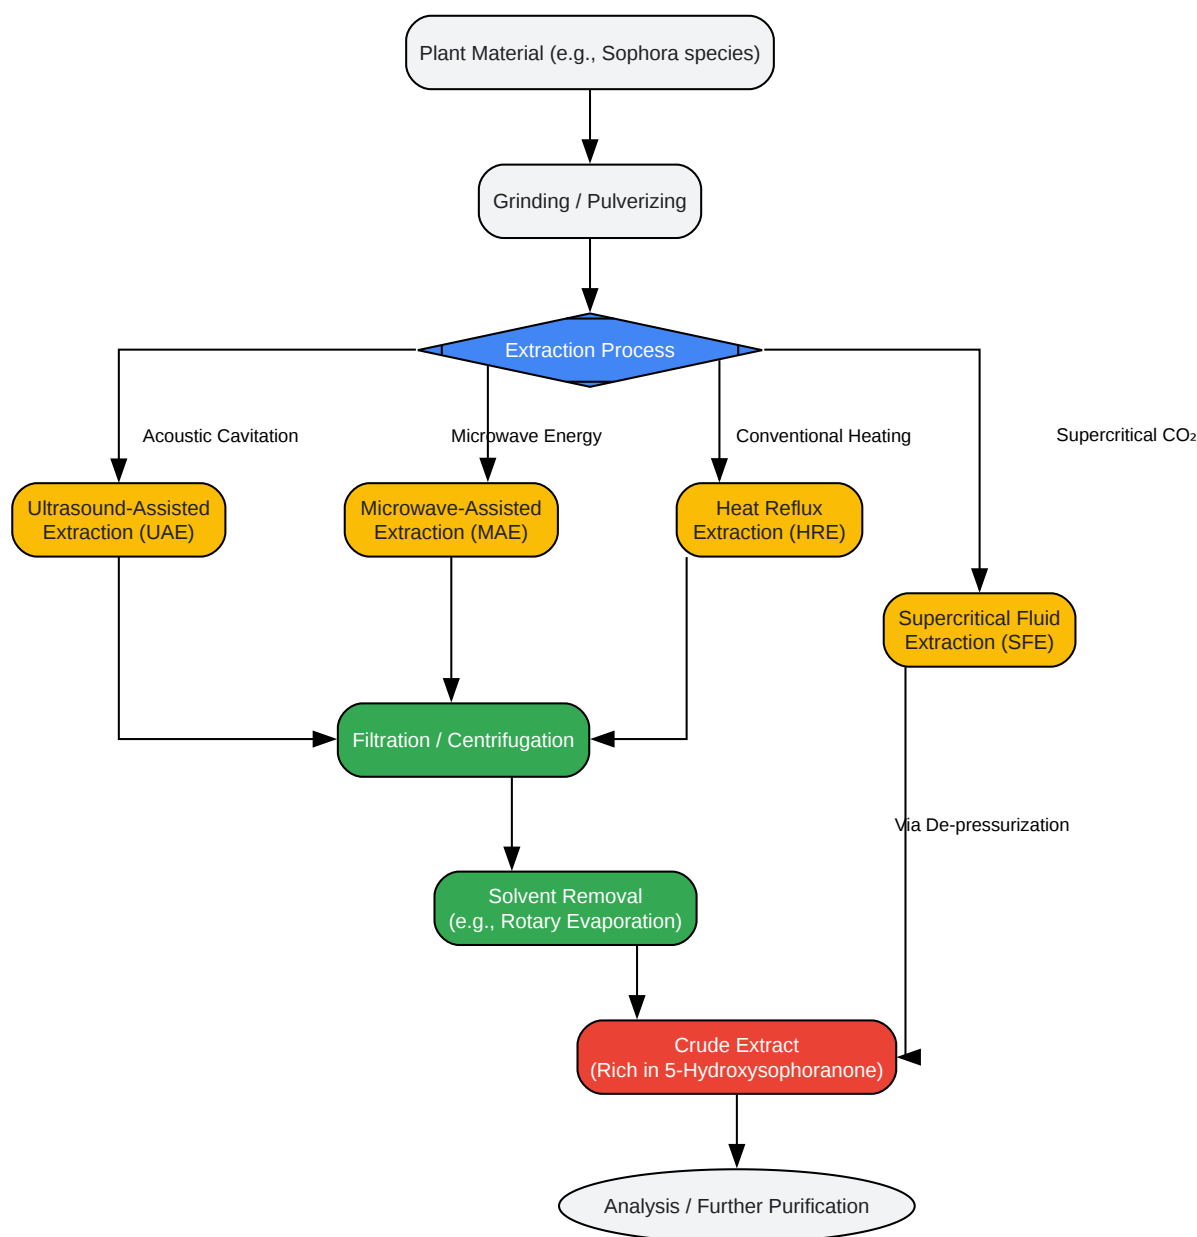 Plant Material (e.g., Sophora species)
Grinding / Pulverizing
Extraction Process
Acoustic Cavitation
Microwave Energy
Conventional Heating
Supercritical CO₂
Ultrasound-Assisted
Extraction (UAE)
Microwave-Assisted
Extraction (MAE)
Heat Reflux
Extraction (HRE)
Supercritical Fluid
Extraction (SFE)
Filtration / Centrifugation
Via De-pressurization
Solvent Removal
(e.g., Rotary Evaporation)
Crude Extract
(Rich in 5-Hydroxysophoranone)
Analysis / Further Purification